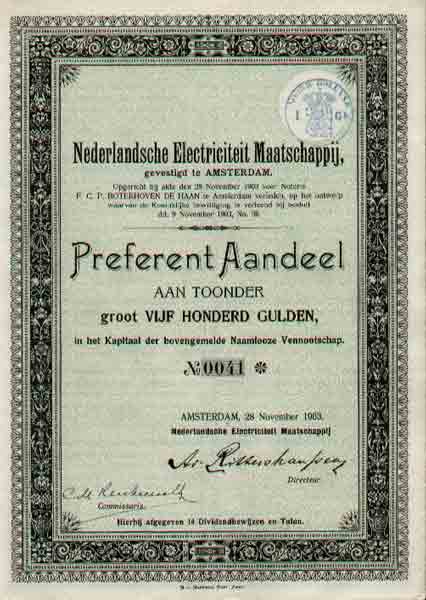 Nederlandsche Electriciteit Maatschappij,
gevestigd te AMSTERDAM.
Opgericht bij akte den 28 November 1903 voor Notaris
F. C. P. BOTERHOVEN DE HAAN te Amsterdam verleden, op het ontwerp
waarvan de Koninklijke bewilliging is verleend bij besluit
dd. 9 November 1903, No. 36.
Preferent Aandeel
AAN TOONDER
groot VIJF HONDERD GULDEN,
in het Kapitaal der bovengemelde Naamlooze Vennootschap.
№ 0041 *
AMSTERDAM, 28 November 1903.
Nederlandsche Electriciteit Maatschappij
Directeur
Commissaris.
Hierbij afgegeven 14 Dividendbewijzen en Talon.